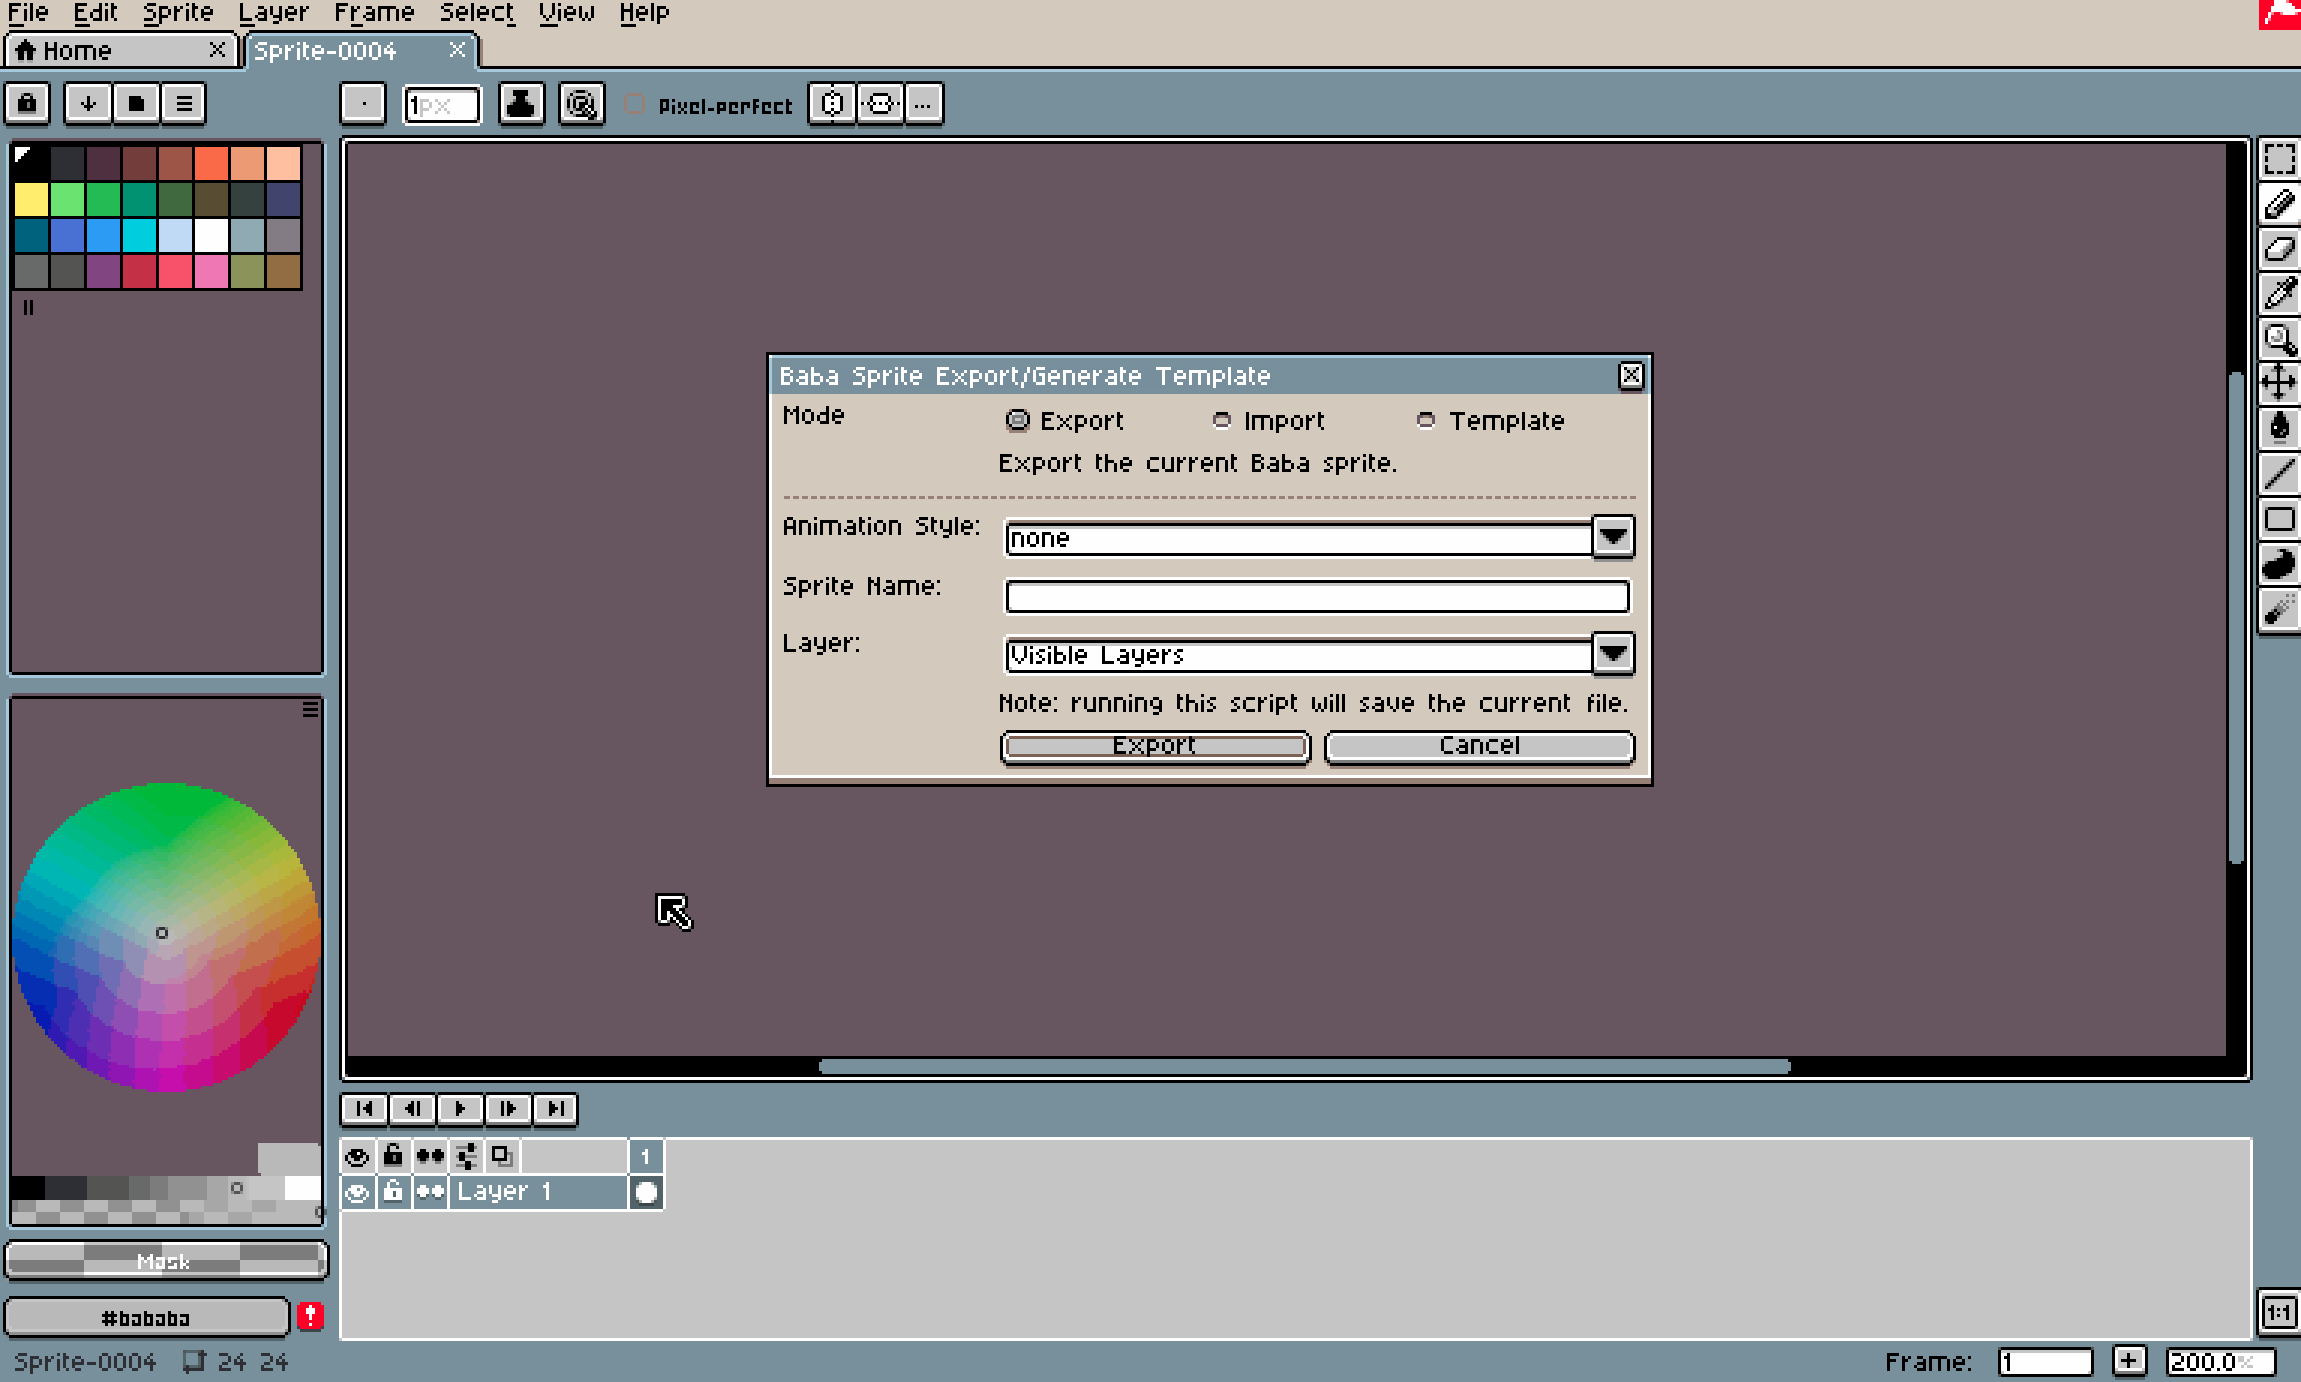 File Edit Sprite Layer Frame Select View Help
Home Sprite-0004
1px Pixel-perfect ...
Baba Sprite Export/Generate Template
Mode Export Import Template
Export the current Baba sprite.
Animation Style: none
Sprite Name:
Layer: Visible Layers
Note: running this script will save the current file.
Export Cancel
1
Layer 1
Mask
#bababa !
1:1
Sprite-0004 24 24 Frame: 1 + 200.0%